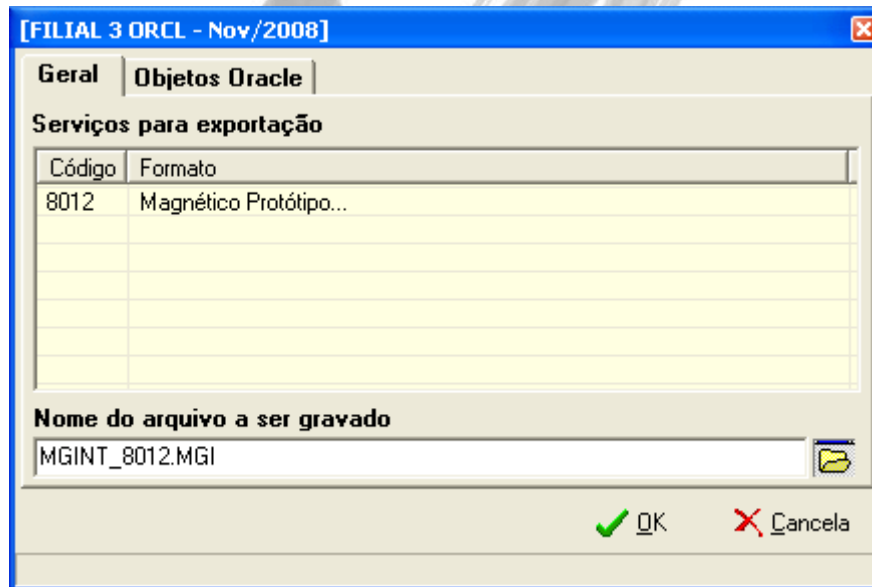 [FILIAL 3 ORCL - Nov/2008]
Geral Objetos Oracle
Serviços para exportação
Código Formato
8012 Magnético Protótipo...
Nome do arquivo a ser gravado
MGINT_8012.MGI
OK Cancela